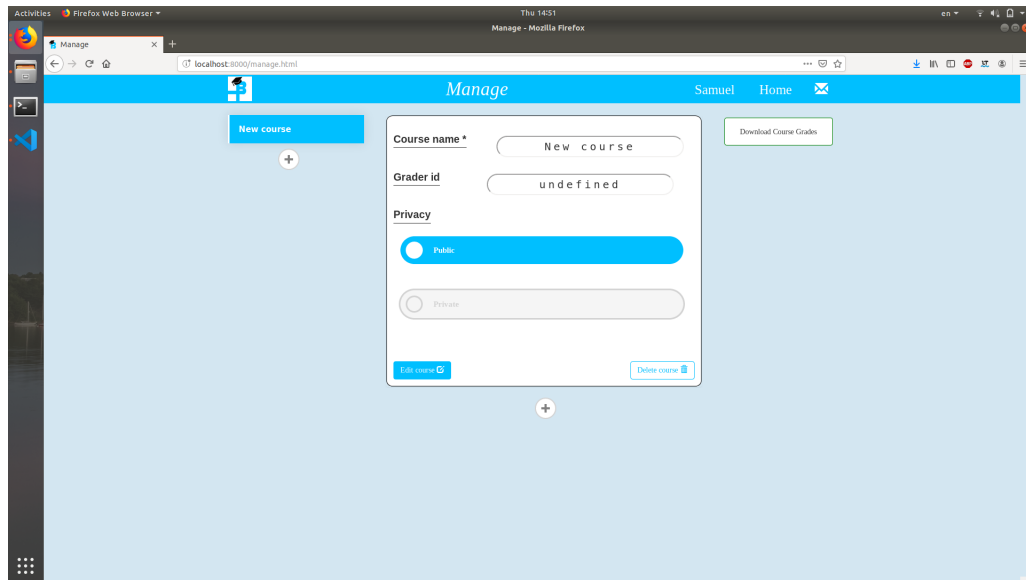 Activities Firefox Web Browser Thu 14:51 en
Manage - Mozilla Firefox
Manage
localhost:8000/manage.html
B Manage Samuel Home
New course
Course name *
New course
Download Course Grades
Grader id
undefined
Privacy
Public
Private
Edit course
Delete course